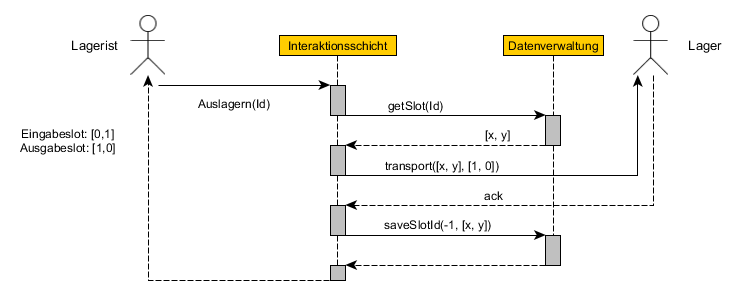 Lagerist
Interaktionsschicht
Datenverwaltung
Lager
Auslagern(Id)
getSlot(Id)
Eingabeslot: [0,1]
Ausgabeslot: [1,0]
[x, y]
transport([x, y], [1, 0])
ack
saveSlotId(-1, [x, y])